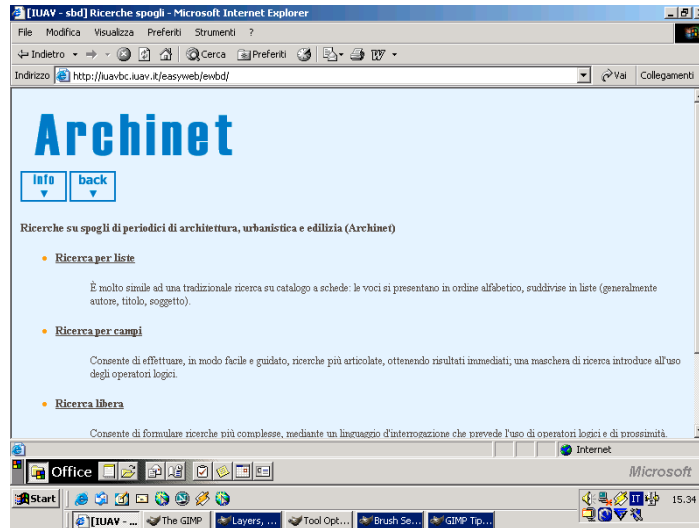 [IUAV - sbd] Ricerche spogli - Microsoft Internet Explorer
File Modifica Visualizza Preferiti Strumenti ?
Indietro Cerca Preferiti
Indirizzo http://iuavbc.iuav.it/easyweb/ewbd/ Vai Collegamenti
Archinet
info back
Ricerche su spogli di periodici di architettura, urbanistica e edilizia (Archinet)
Ricerca per liste
È molto simile ad una tradizionale ricerca su catalogo a schede: le voci si presentano in ordine alfabetico, suddivise in liste (generalmente
autore, titolo, soggetto).
Ricerca per campi
Consente di effettuare, in modo facile e guidato, ricerche più articolate, ottenendo risultati immediati; una maschera di ricerca introduce all'uso
degli operatori logici.
Ricerca libera
Consente di formulare ricerche più complesse, mediante un linguaggio d'interrogazione che prevede l'uso di operatori logici e di prossimità.
Internet
Office Microsoft
Start 15.34
[IUAV - ... The GIMP Layers, ... Tool Opt... Brush Se... GIMP Tip...